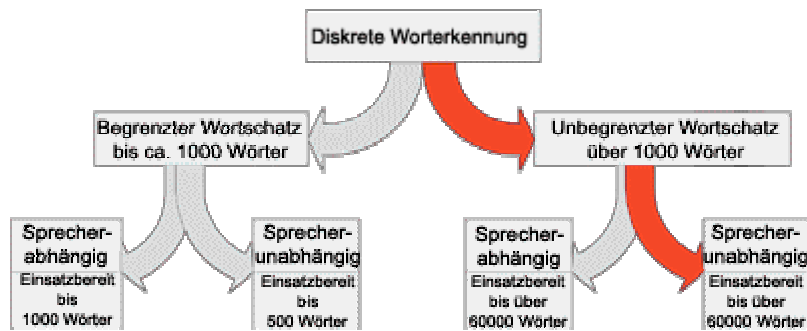 Diskrete Worterkennung
Begrenzter Wortschatz
bis ca. 1000 Wörter
Unbegrenzter Wortschatz
über 1000 Wörter
Sprecher-
abhängig
Einsatzbereit
bis
1000 Wörter
Sprecher-
unabhängig
Einsatzbereit
bis
500 Wörter
Sprecher-
abhängig
Einsatzbereit
bis über
60000 Wörter
Sprecher-
unabhängig
Einsatzbereit
bis über
60000 Wörter